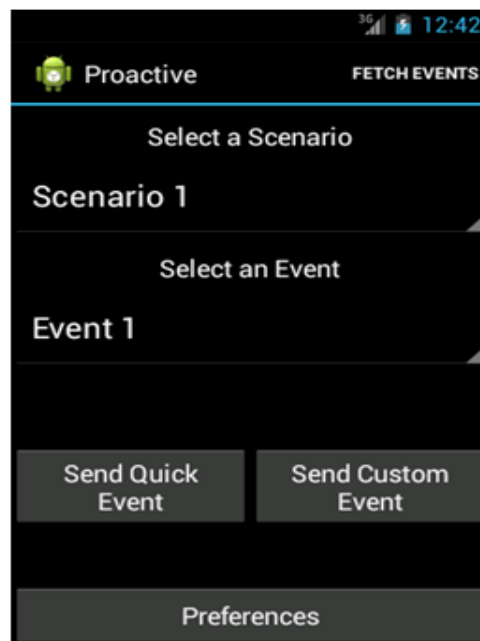 3G 12:42
Proactive FETCH EVENTS
Select a Scenario
Scenario 1
Select an Event
Event 1
Send Quick
Event
Send Custom
Event
Preferences